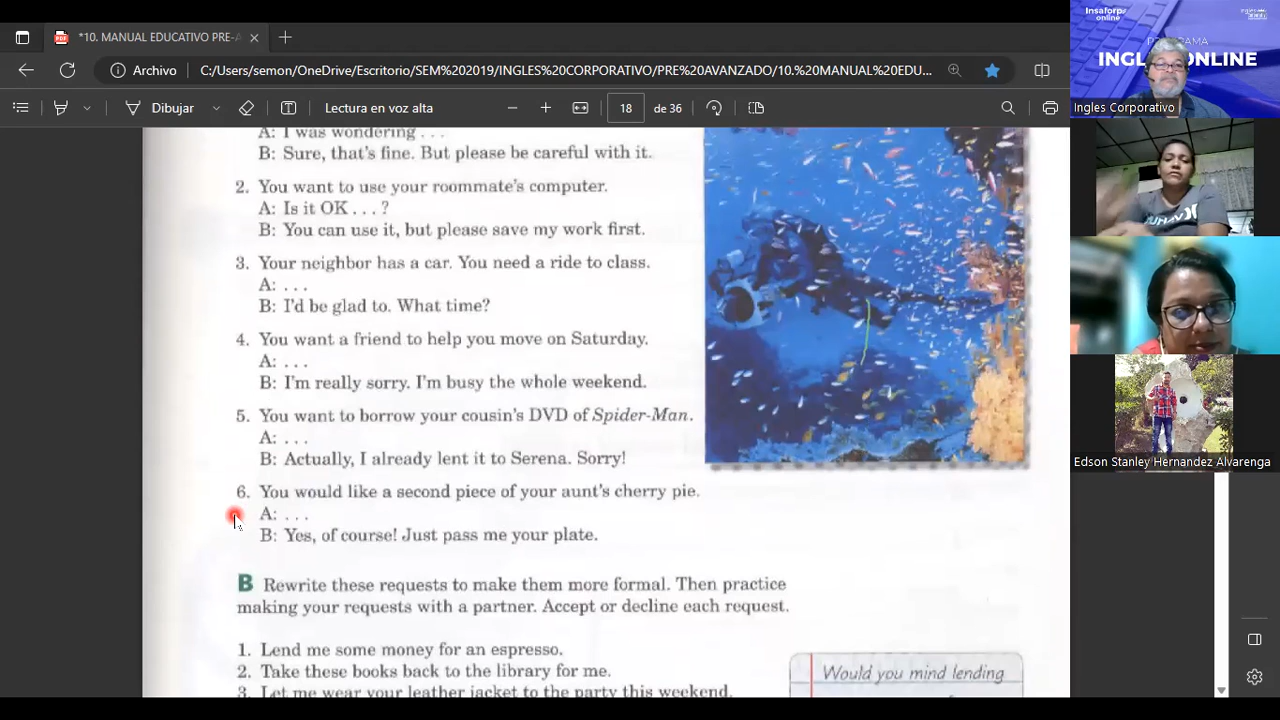 *10. MANUAL EDUCATIVO PRE-A
Archivo
C:/Users/semon/OneDrive/Escritorio/SEM%20 19/INGLES%20CORPORATIVO/PRE%20AVANZADO/10.%20MANUAL%20EDU...
Dibujar
Lectura en voz alta
18 de 36
A: I was wondering . . .
B: Sure, that's fine. But please be careful with it.
2. You want to use your roommate's computer.
A: Is it OK . . . ?
B: You can use it, but please save my work first.
3. Your neighbor has a car. You need a ride to class.
A: . . .
B: I'd be glad to. What time?
4. You want a friend to help you move on Saturday.
A: . . .
B: I'm really sorry. I'm busy the whole weekend.
5. You want to borrow your cousin's DVD of Spider-Man.
A: . . .
B: Actually, I already lent it to Serena. Sorry!
6. You would like a second piece of your aunt's cherry pie.
A: . . .
B: Yes, of course! Just pass me your plate.
B Rewrite these requests to make them more formal. Then practice
making your requests with a partner. Accept or decline each request.
1. Lend me some money for an espresso.
2. Take these books back to the library for me.
3. Let me wear your leather jacket to the party this weekend.
Would you mind lending
Insaforp
online
PROGRAMA
ONLINE
Ingles Corporativo
Edson Stanley Hernandez Alvarenga